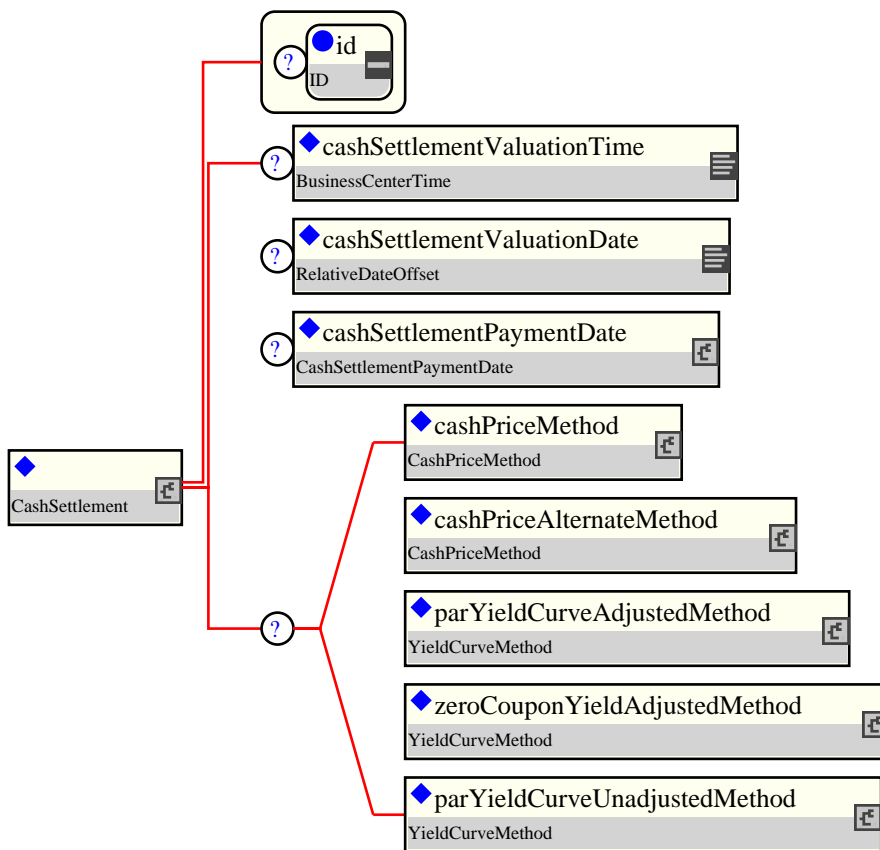 ?
id
ID
?
cashSettlementValuationTime
BusinessCenterTime
?
cashSettlementValuationDate
RelativeDateOffset
?
cashSettlementPaymentDate
CashSettlementPaymentDate
CashSettlement
?
cashPriceMethod
CashPriceMethod
cashPriceAlternateMethod
CashPriceMethod
parYieldCurveAdjustedMethod
YieldCurveMethod
zeroCouponYieldAdjustedMethod
YieldCurveMethod
parYieldCurveUnadjustedMethod
YieldCurveMethod